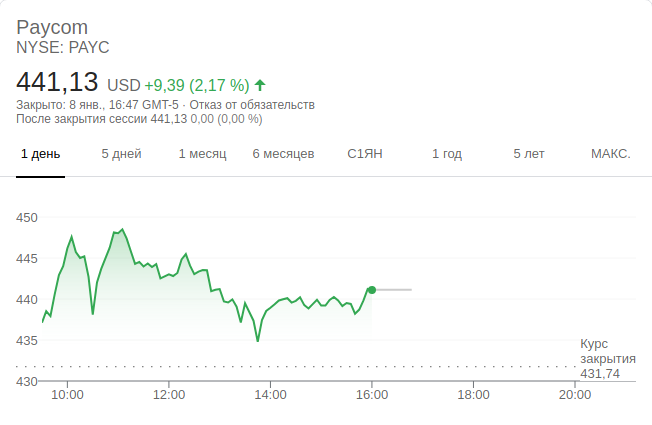 Paycom
NYSE: PAYC
441,13 USD +9,39 (2,17 %)
Закрыто: 8 янв., 16:47 GMT-5 · Отказ от обязательств
После закрытия сессии 441,13 0,00 (0,00 %)
1 день 5 дней 1 месяц 6 месяцев С1ЯН 1 год 5 лет МАКС.
450
445
440
435
430
Курс
закрытия
431,74
10:00 12:00 14:00 16:00 18:00 20:00